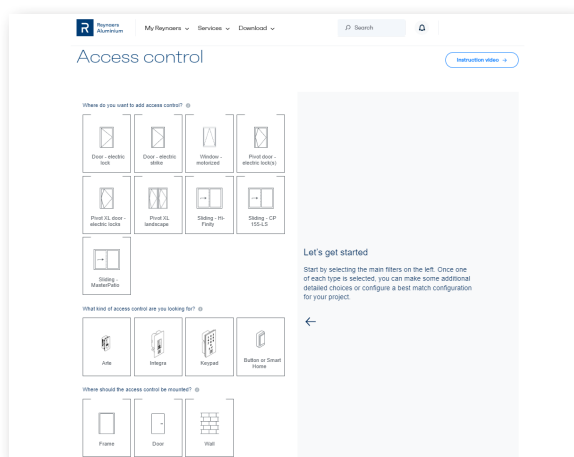 Reynaers
Aluminium
My Reynaers
Services
Download
Search
Access control
Instruction video →
Where do you want to add access control?
Door - electric
lock
Door - electric
strike
Window -
motorized
Pivot door -
electric lock(s)
Pivot XL door -
electric locks
Pivot XL
landscape
Sliding - Hi-
Finity
Sliding - CP
155-LS
Sliding -
MasterPatio
Let's get started
Start by selecting the main filters on the left. Once one
of each type is selected, you can make some additional
detailed choices or configure a best match configuration
for your project.
What kind of access control are you looking for?
Arte
Integra
Keypad
Button or Smart
Home
Where should the access control be mounted?
Frame
Door
Wall